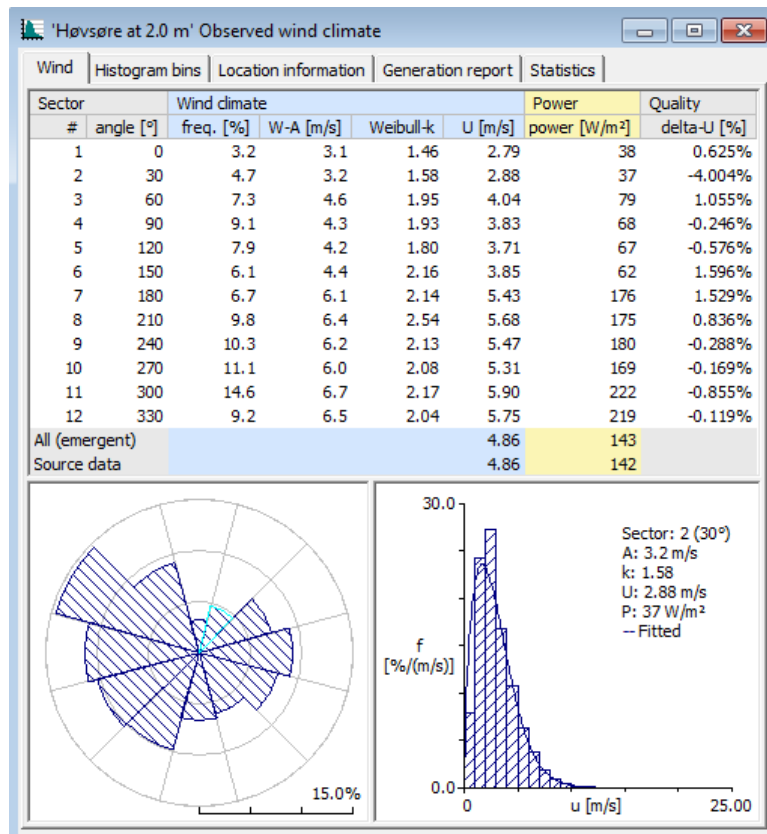 'Høvsøre at 2.0 m' Observed wind climate
Wind Histogram bins Location information Generation report Statistics
Sector Wind climate Power Quality
# angle [°] freq. [%] W-A [m/s] Weibull-k U [m/s] power [W/m²] delta-U [%]
1 0 3.2 3.1 1.46 2.79 38 0.625%
2 30 4.7 3.2 1.58 2.88 37 -4.004%
3 60 7.3 4.6 1.95 4.04 79 1.055%
4 90 9.1 4.3 1.93 3.83 68 -0.246%
5 120 7.9 4.2 1.80 3.71 67 -0.576%
6 150 6.1 4.4 2.16 3.85 62 1.596%
7 180 6.7 6.1 2.14 5.43 176 1.529%
8 210 9.8 6.4 2.54 5.68 175 0.836%
9 240 10.3 6.2 2.13 5.47 180 -0.288%
10 270 11.1 6.0 2.08 5.31 169 -0.169%
11 300 14.6 6.7 2.17 5.90 222 -0.855%
12 330 9.2 6.5 2.04 5.75 219 -0.119%
All (emergent) 4.86 143
Source data 4.86 142
15.0%
30.0
Sector: 2 (30°)
A: 3.2 m/s
k: 1.58
U: 2.88 m/s
P: 37 W/m²
-- Fitted
f
[%/(m/s)]
0.0
0 u [m/s] 25.00